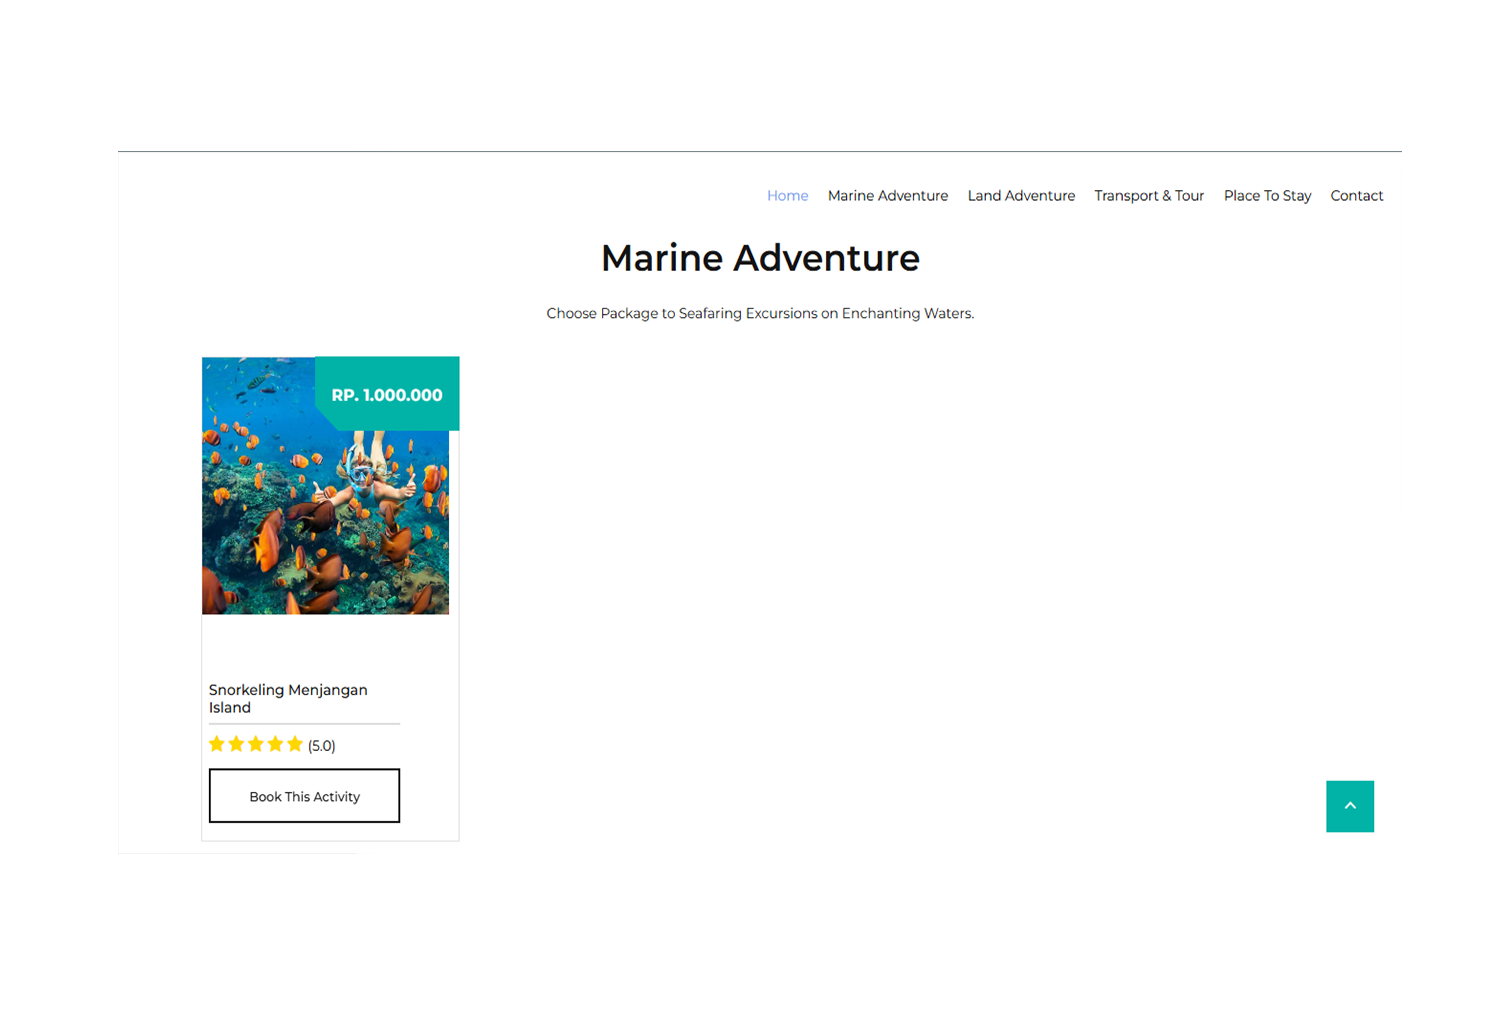 Home Marine Adventure Land Adventure Transport & Tour Place To Stay Contact
Marine Adventure
Choose Package to Seafaring Excursions on Enchanting Waters.
RP. 1.000.000
Snorkeling Menjangan
Island
(5.0)
Book This Activity